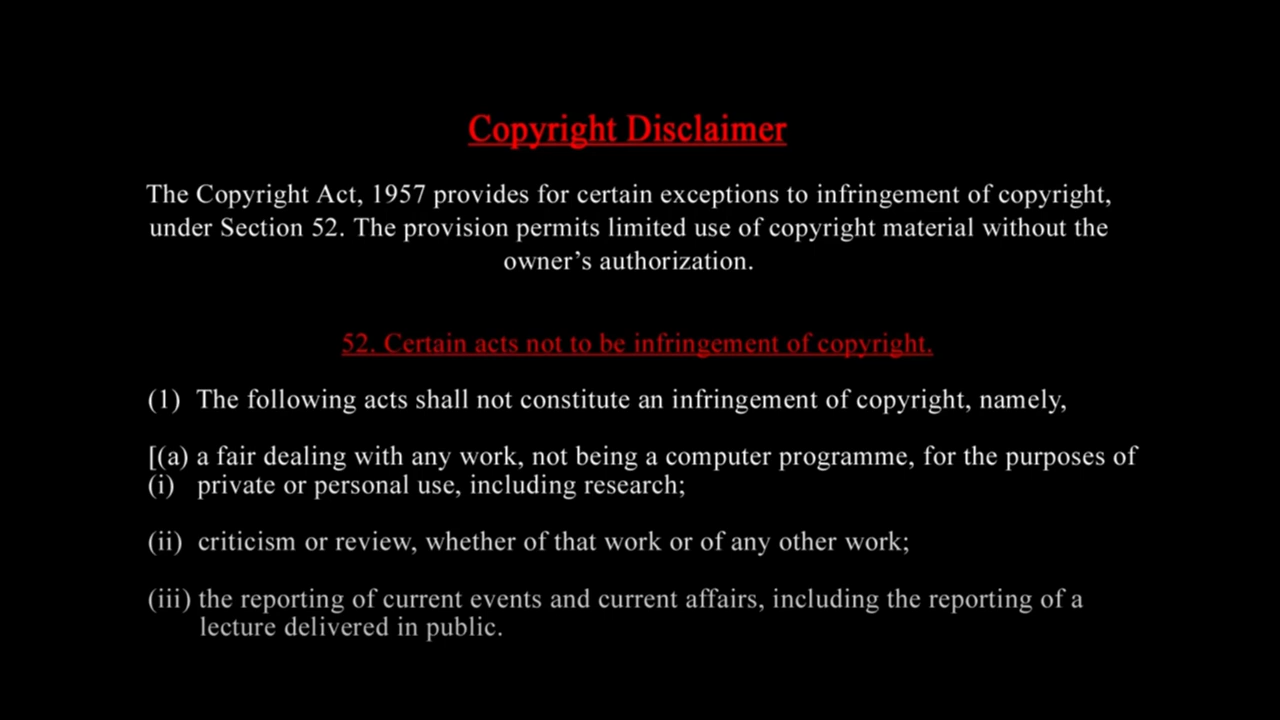 Copyright Disclaimer
The Copyright Act, 1957 provides for certain exceptions to infringement of copyright,
under Section 52. The provision permits limited use of copyright material without the
owner’s authorization.
52. Certain acts not to be infringement of copyright.
(1) The following acts shall not constitute an infringement of copyright, namely,
[(a) a fair dealing with any work, not being a computer programme, for the purposes of
(i) private or personal use, including research;
(ii) criticism or review, whether of that work or of any other work;
(iii) the reporting of current events and current affairs, including the reporting of a
lecture delivered in public.